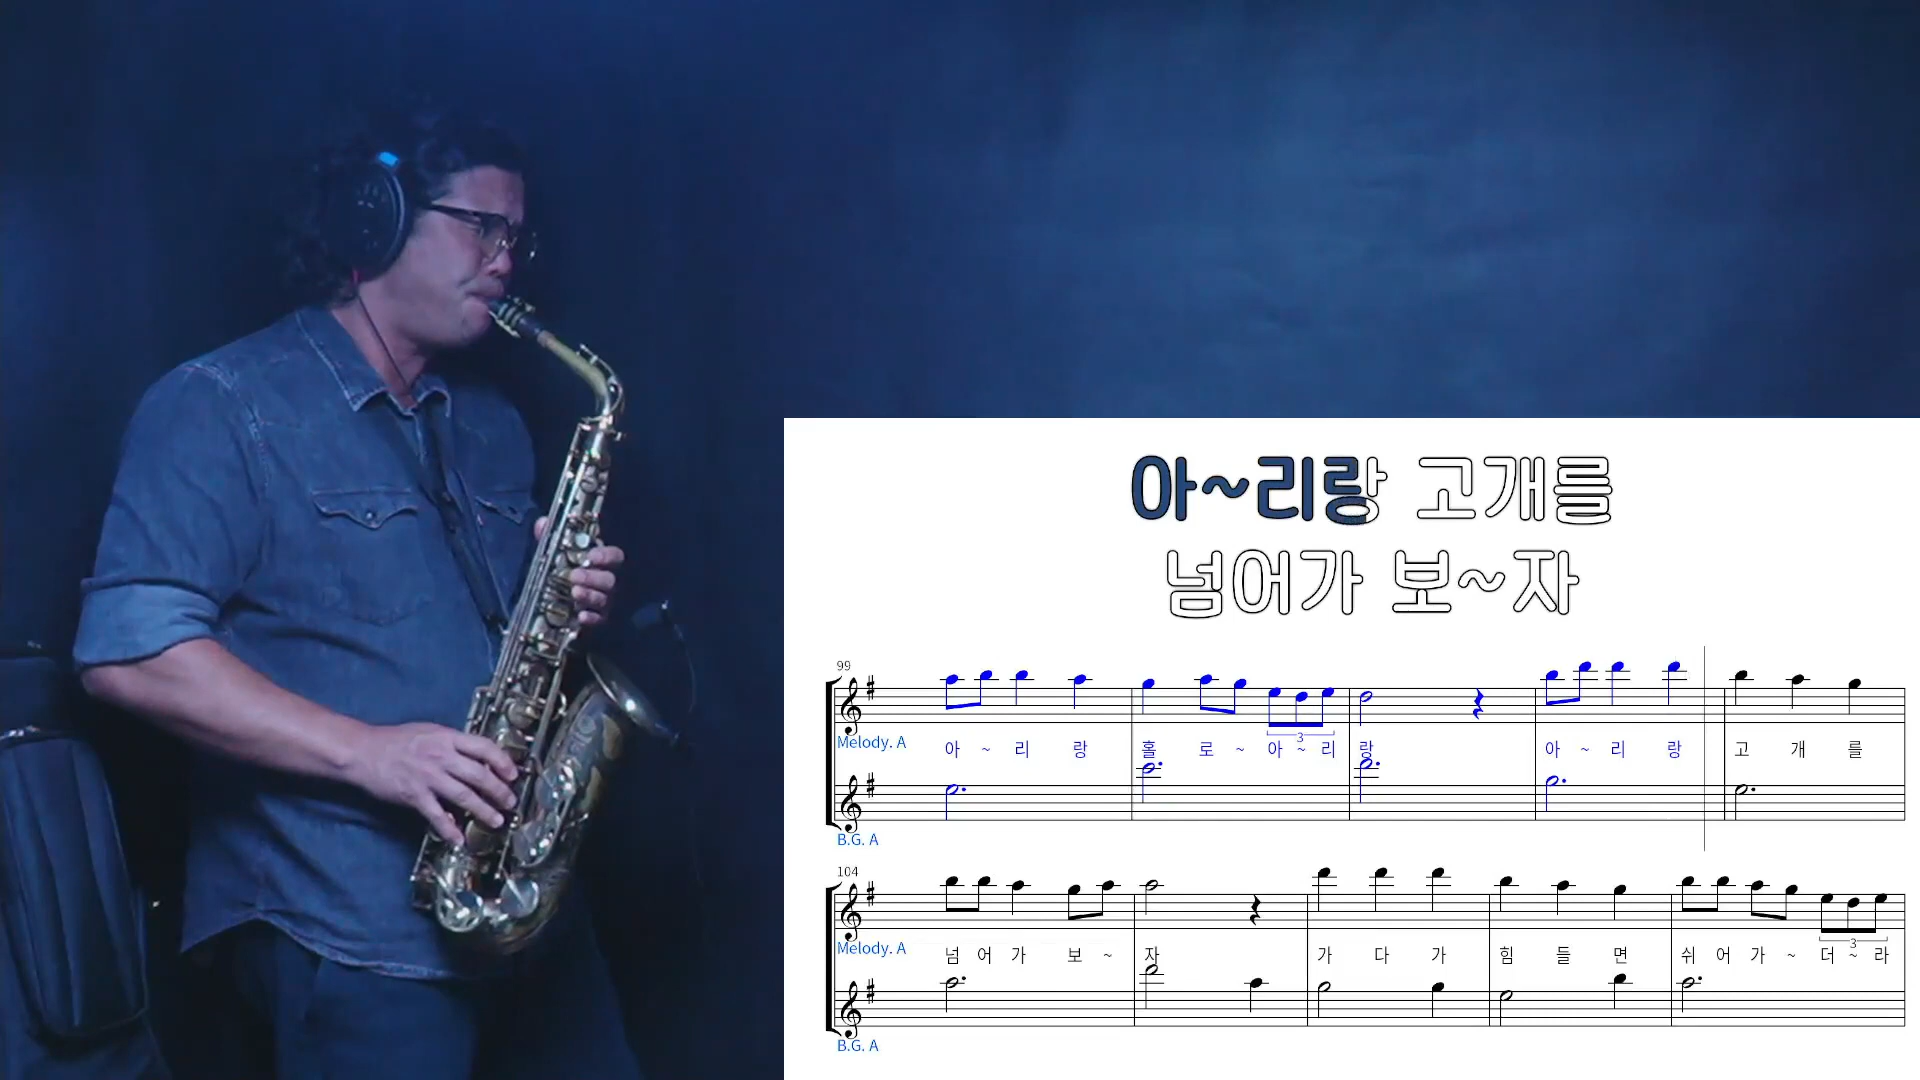 아~리랑 고개를
넘어가 보~자
99
Melody. A 아 ~ 리 랑 홀 로 ~ 아 ~ 리 랑 아 ~ 리 랑 고 개 를
3
B.G. A
104
Melody. A 넘 어 가 보 ~ 자 가 다 가 힘 들 면 쉬 어 가 ~ 더 ~ 라
3
B.G. A